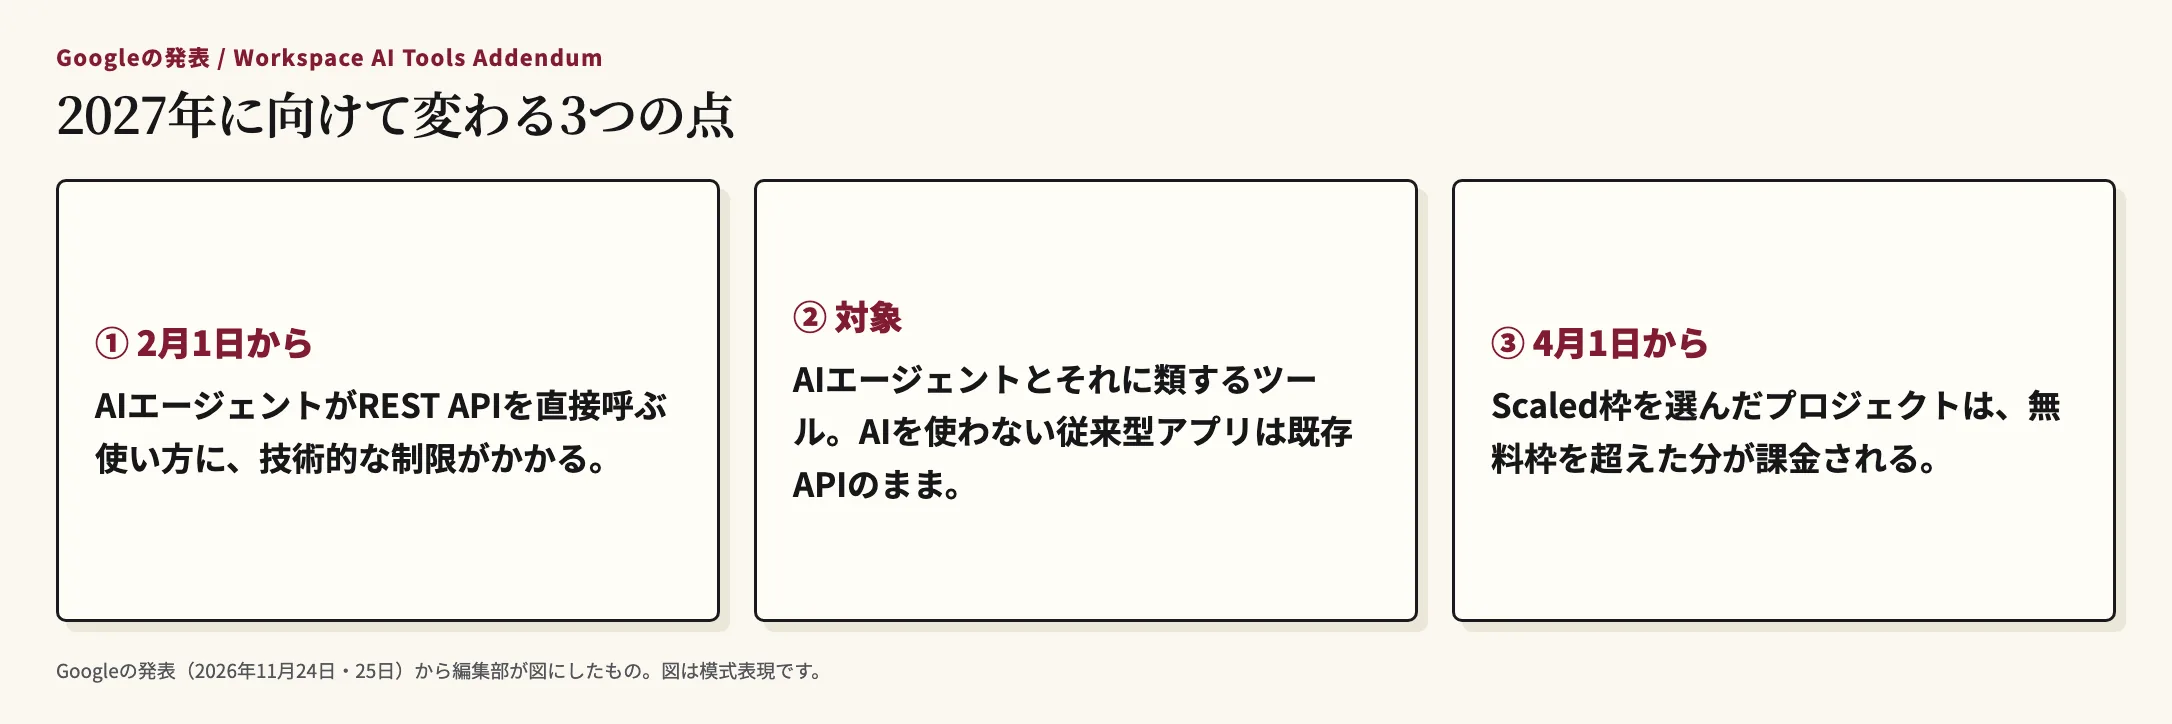 Googleの発表 / Workspace AI Tools Addendum
2027年に向けて変わる3つの点
① 2月1日から
AIエージェントがREST APIを直接呼ぶ
使い方に、技術的な制限がかかる。
② 対象
AIエージェントとそれに類するツー
ル。AIを使わない従来型アプリは既存
APIのまま。
③ 4月1日から
Scaled枠を選んだプロジェクトは、無
料枠を超えた分が課金される。
Googleの発表（2026年11月24日・25日）から編集部が図にしたもの。図は模式表現です。